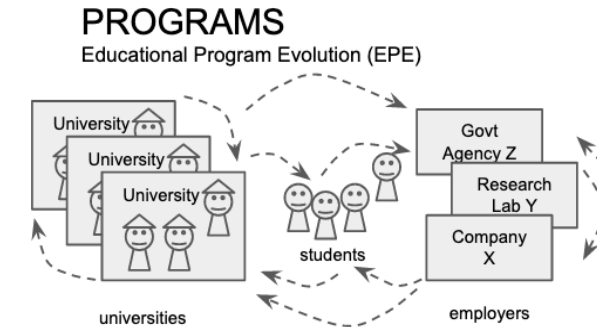 PROGRAMS
Educational Program Evolution (EPE)
University
University
University
universities
students
Govt
Agency Z
Research
Lab Y
Company
X
employers